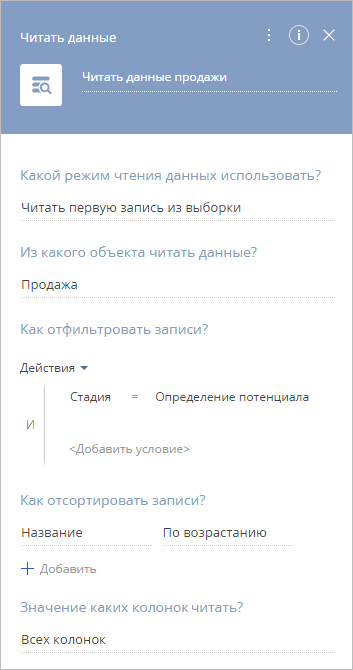 Читать данные
Читать данные продажи
Какой режим чтения данных использовать?
Читать первую запись из выборки
Из какого объекта читать данные?
Продажа
Как отфильтровать записи?
Действия
Стадия = Определение потенциала
И
<Добавить условие>
Как отсортировать записи?
Название По возрастанию
Добавить
Значение каких колонок читать?
Всех колонок